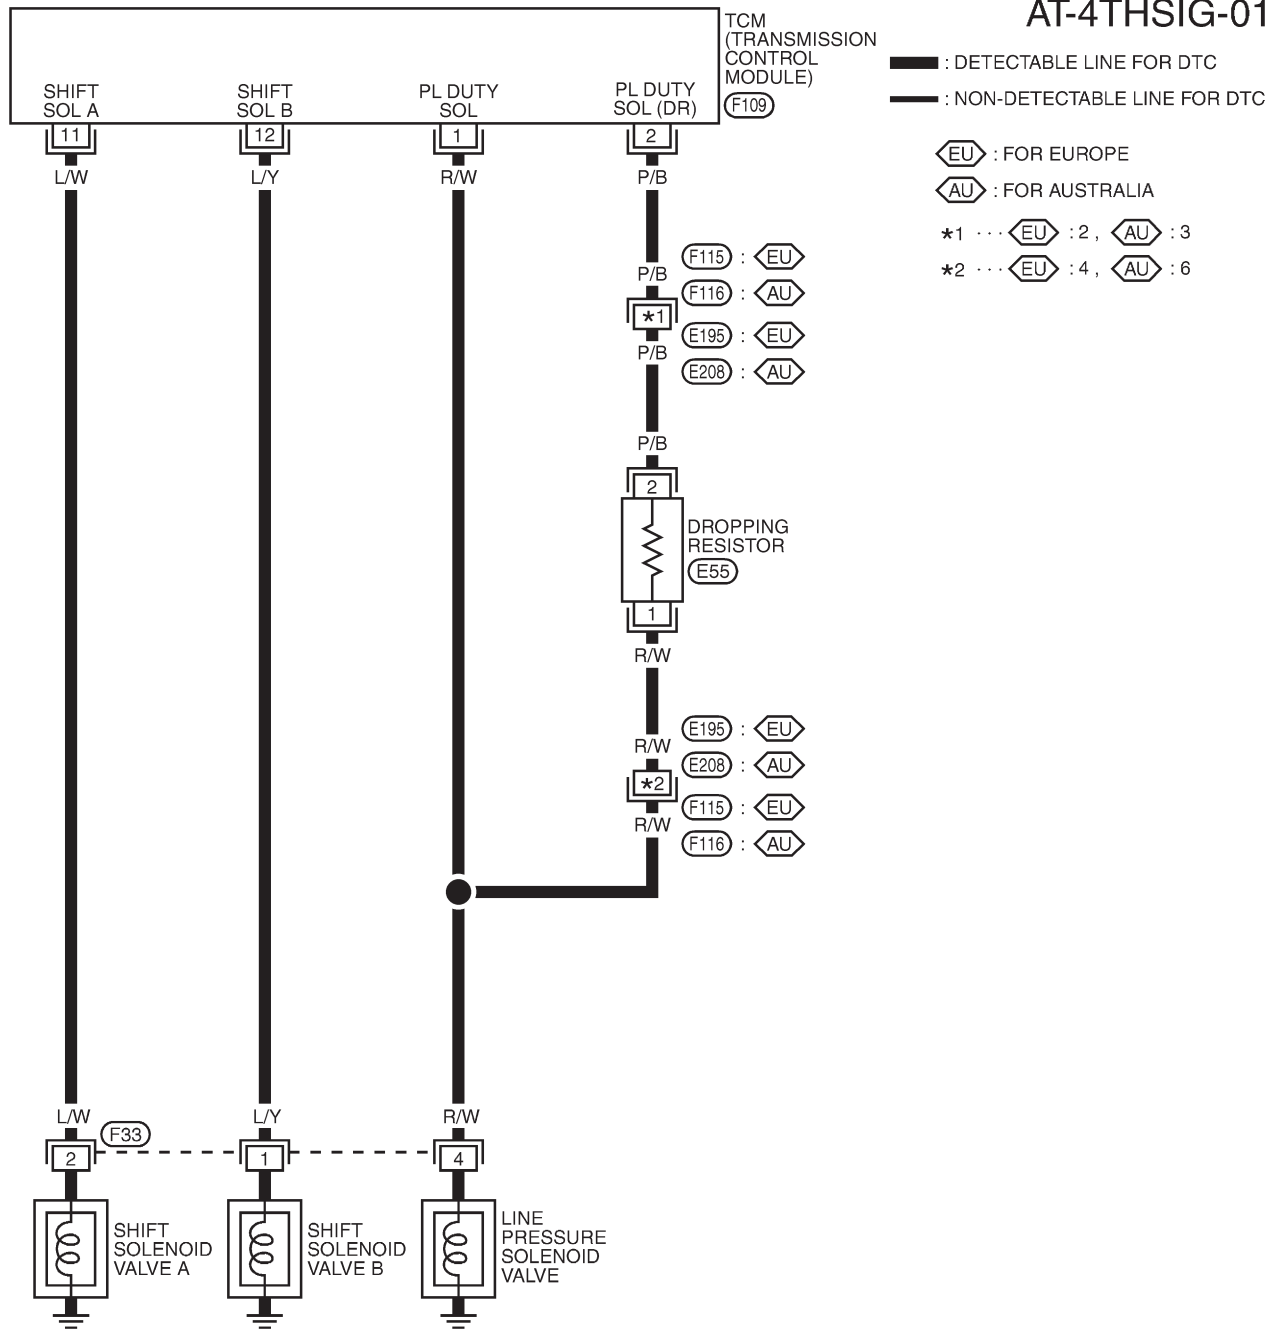 AT-4THSIG-01
TCM
(TRANSMISSION
CONTROL
MODULE)
F109
: DETECTABLE LINE FOR DTC
: NON-DETECTABLE LINE FOR DTC
EU : FOR EUROPE
AU : FOR AUSTRALIA
*1 ··· EU : 2 , AU : 3
*2 ··· EU : 4 , AU : 6
SHIFT
SOL A
SHIFT
SOL B
PL DUTY
SOL
PL DUTY
SOL (DR)
11
12
1
2
L/W
L/Y
R/W
P/B
F115 : EU
P/B
F116 : AU
*1
E195 : EU
P/B
E208 : AU
P/B
2
DROPPING
RESISTOR
E55
1
R/W
E195 : EU
R/W
E208 : AU
*2
F115 : EU
R/W
F116 : AU
L/W
L/Y
R/W
F33
2
1
4
SHIFT
SOLENOID
VALVE A
SHIFT
SOLENOID
VALVE B
LINE
PRESSURE
SOLENOID
VALVE